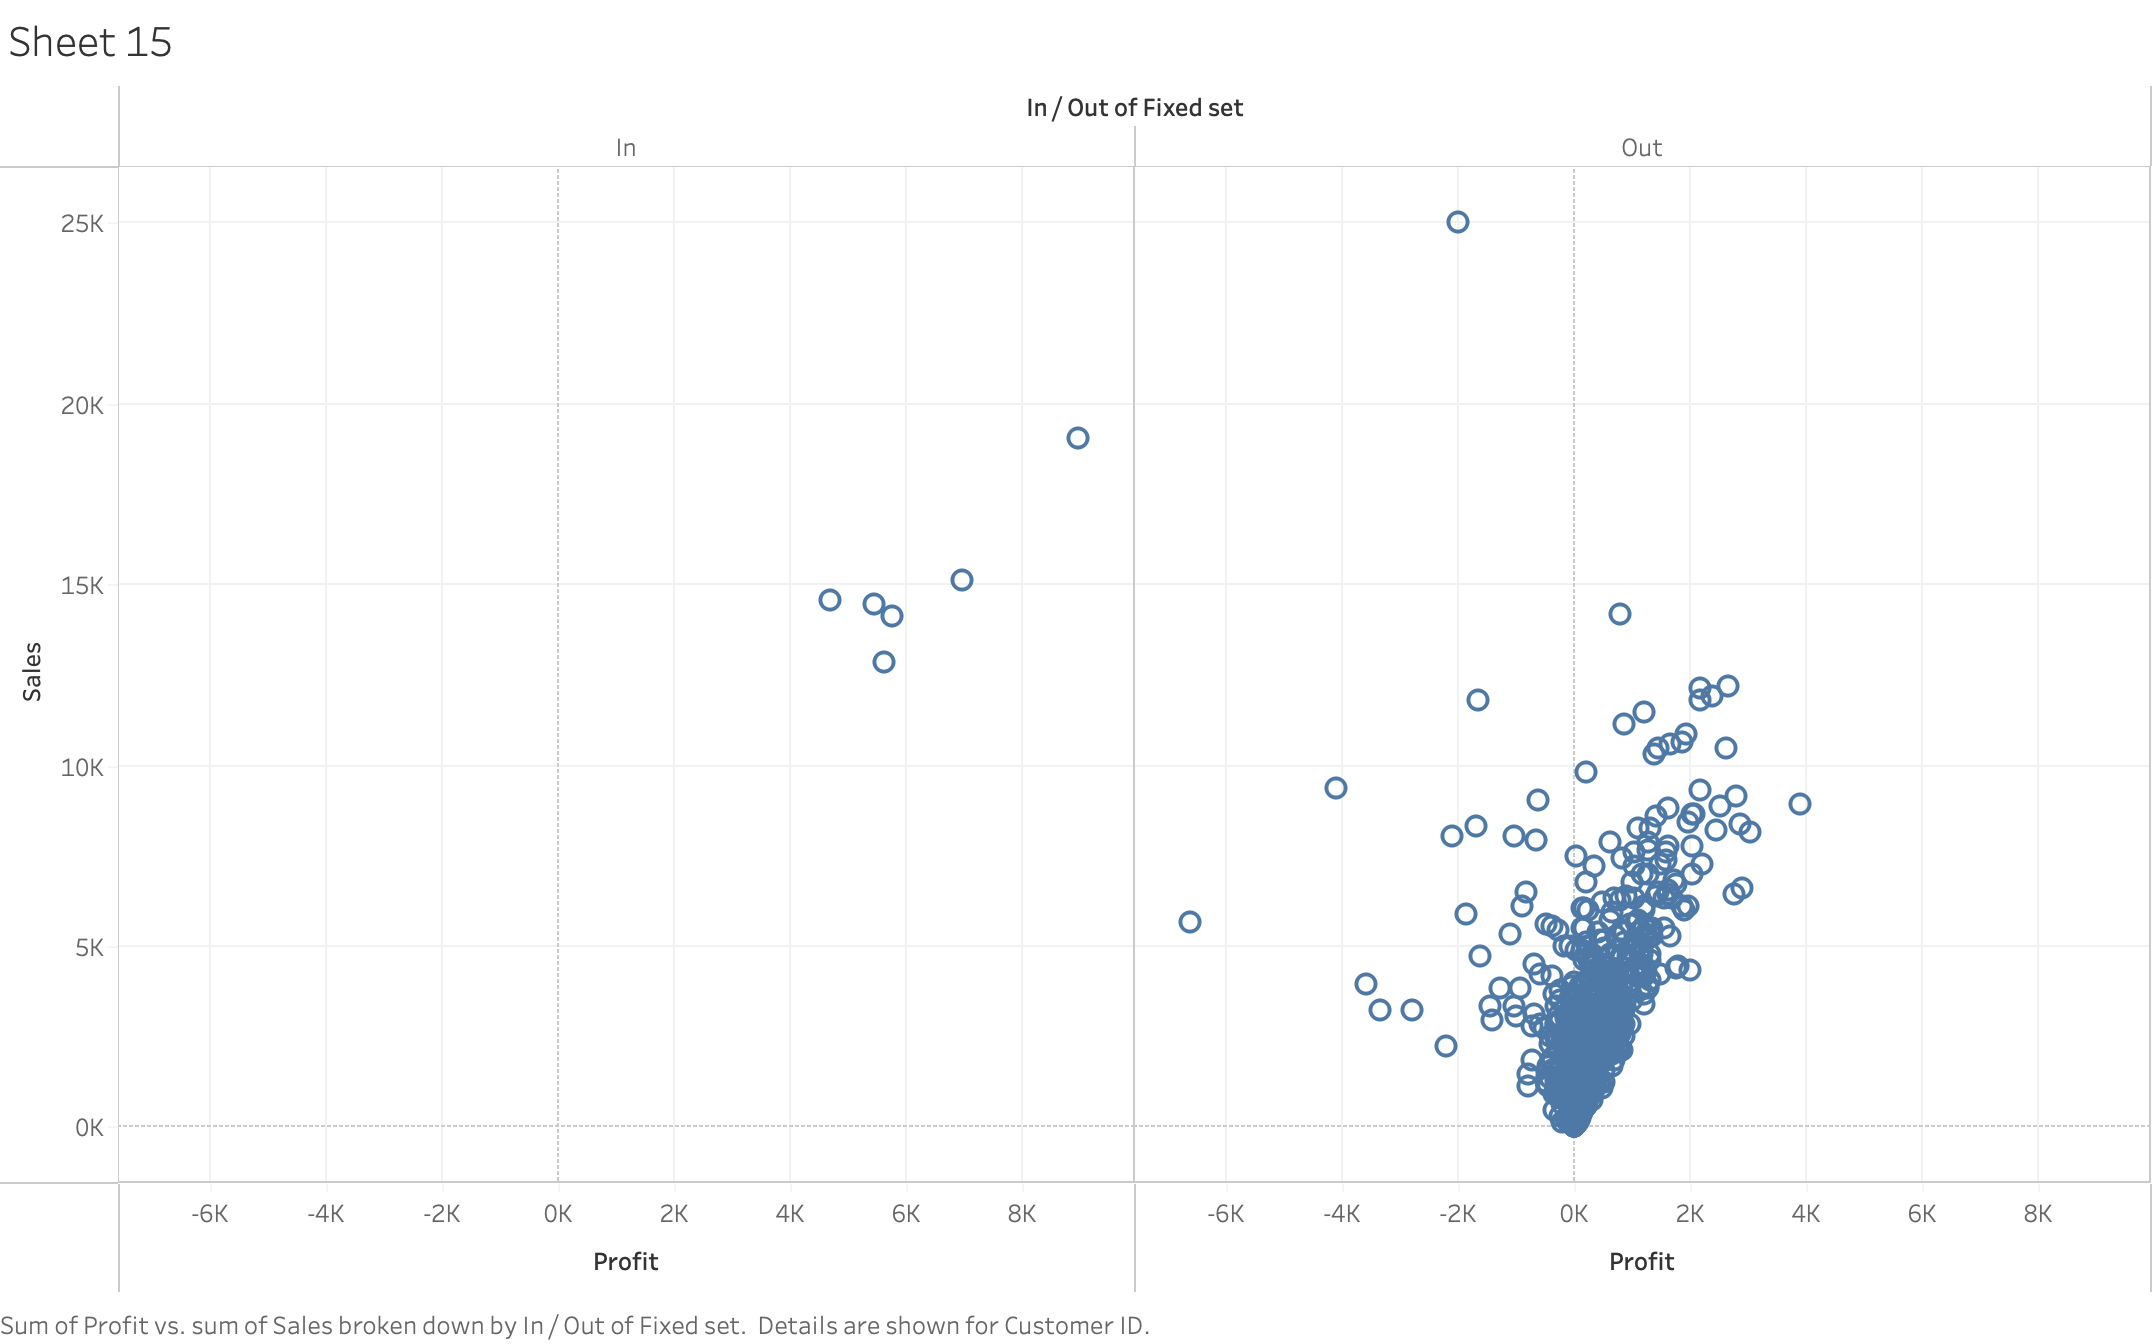 Sheet 15
In / Out of Fixed set
In
Out
25K
20K
15K
10K
5K
0K
Sales
-6K -4K -2K 0K 2K 4K 6K 8K -6K -4K -2K 0K 2K 4K 6K 8K
Profit
Profit
Sum of Profit vs. sum of Sales broken down by In / Out of Fixed set.  Details are shown for Customer ID.